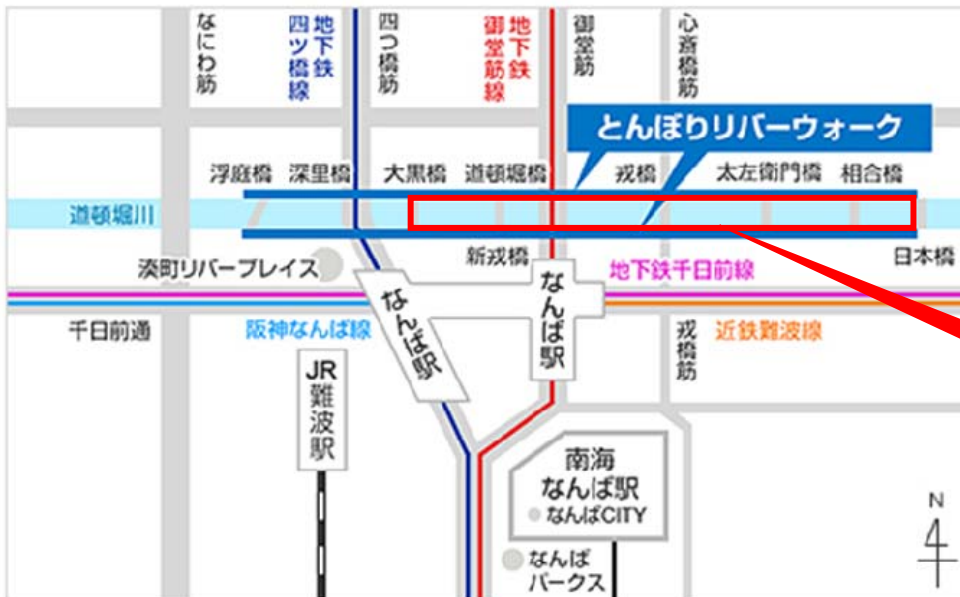 なにわ筋
地下鉄
四ツ橋線
四つ橋筋
地下鉄
御堂筋線
御堂筋
心斎橋筋
とんぼりリバーウォーク
浮庭橋
深里橋
大黒橋
道頓堀橋
戎橋
太左衛門橋
相合橋
道頓堀川
新戎橋
日本橋
湊町リバープレイス
地下鉄千日前線
なんば駅
なんば駅
千日前通
阪神なんば線
戎橋筋
近鉄難波線
JR
難波駅
南海
なんば駅
なんばCITY
なんば
パークス
N